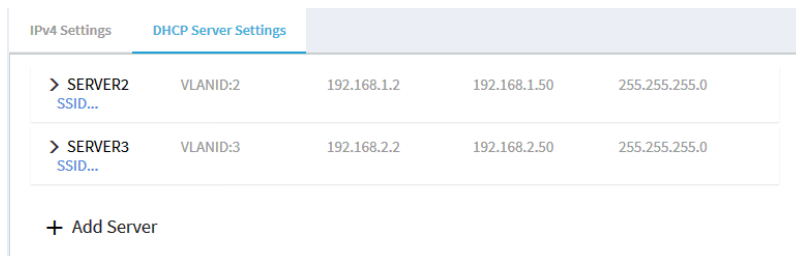 IPv4 Settings DHCP Server Settings
SERVER2 VLANID:2 192.168.1.2 192.168.1.50 255.255.255.0
SSID...
SERVER3 VLANID:3 192.168.2.2 192.168.2.50 255.255.255.0
SSID...
+ Add Server